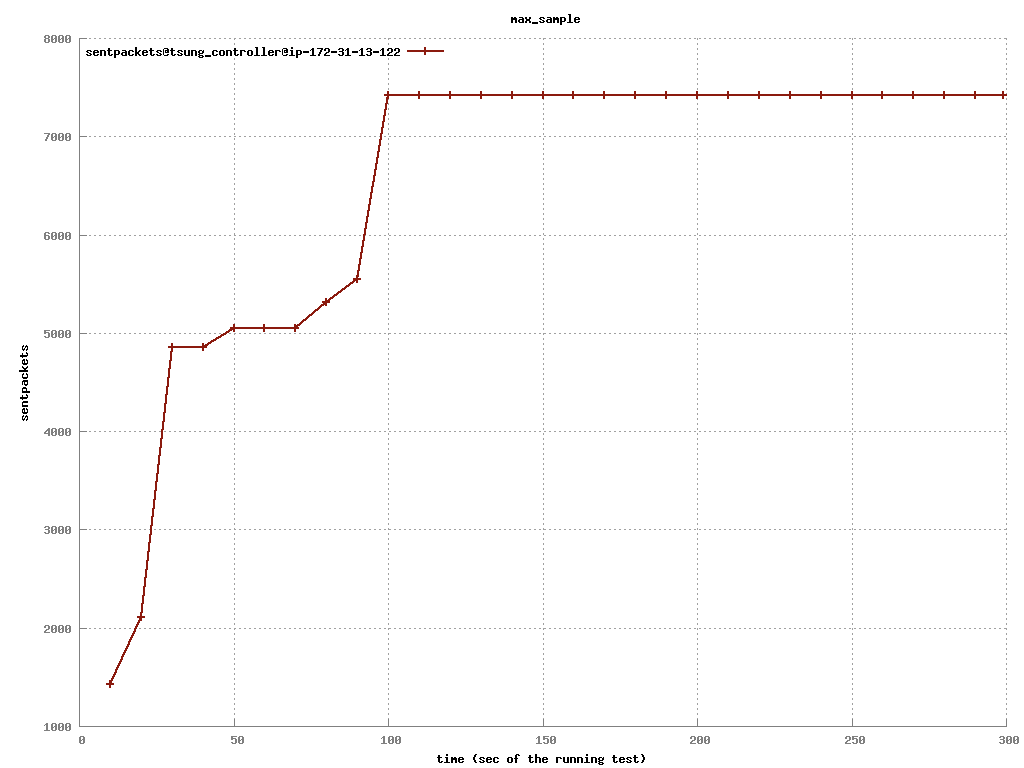 max_sample
8000
sentpackets@tsung_controller@ip-172-31-13-122
7000
6000
5000
sentpackets
4000
3000
2000
1000
0 50 100 150 200 250 300
time (sec of the running test)